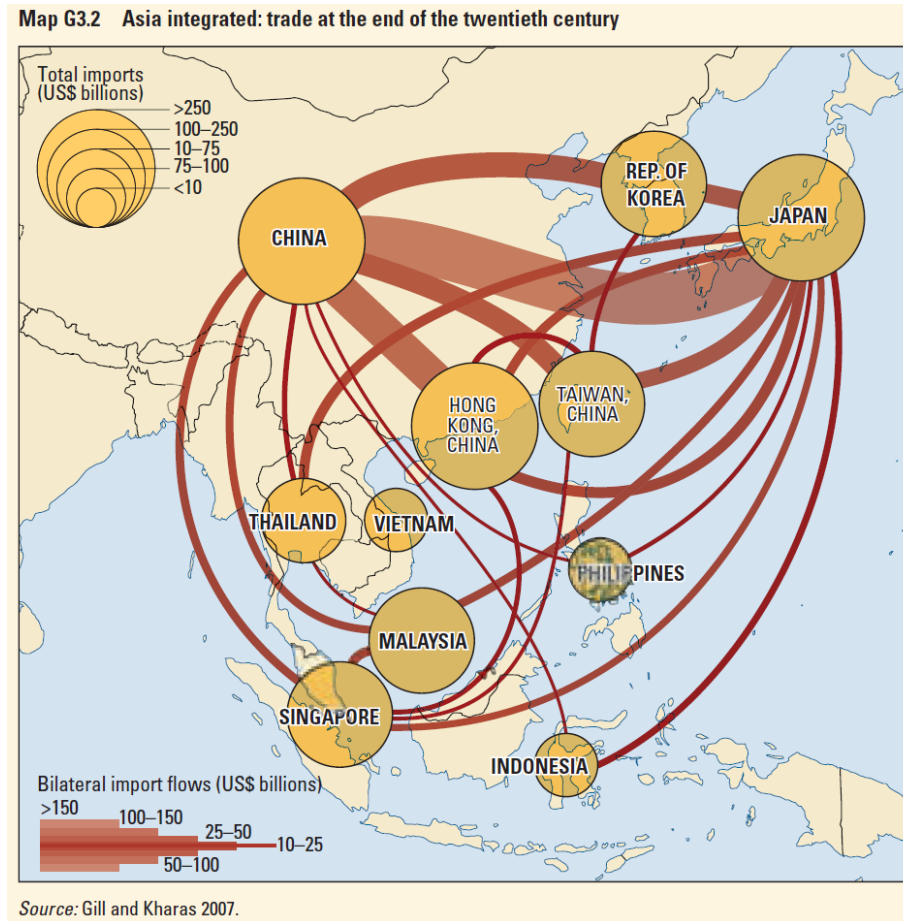 Map G3.2 Asia integrated: trade at the end of the twentieth century
Total imports
(US$ billions)
>250
100–250
10–75
75–100
<10
REP. OF
KOREA
JAPAN
CHINA
HONG
KONG,
CHINA
TAIWAN,
CHINA
THAILAND
VIETNAM
PHILIPPINES
MALAYSIA
SINGAPORE
INDONESIA
Bilateral import flows (US$ billions)
>150
100–150
25–50
10–25
50–100
Source: Gill and Kharas 2007.